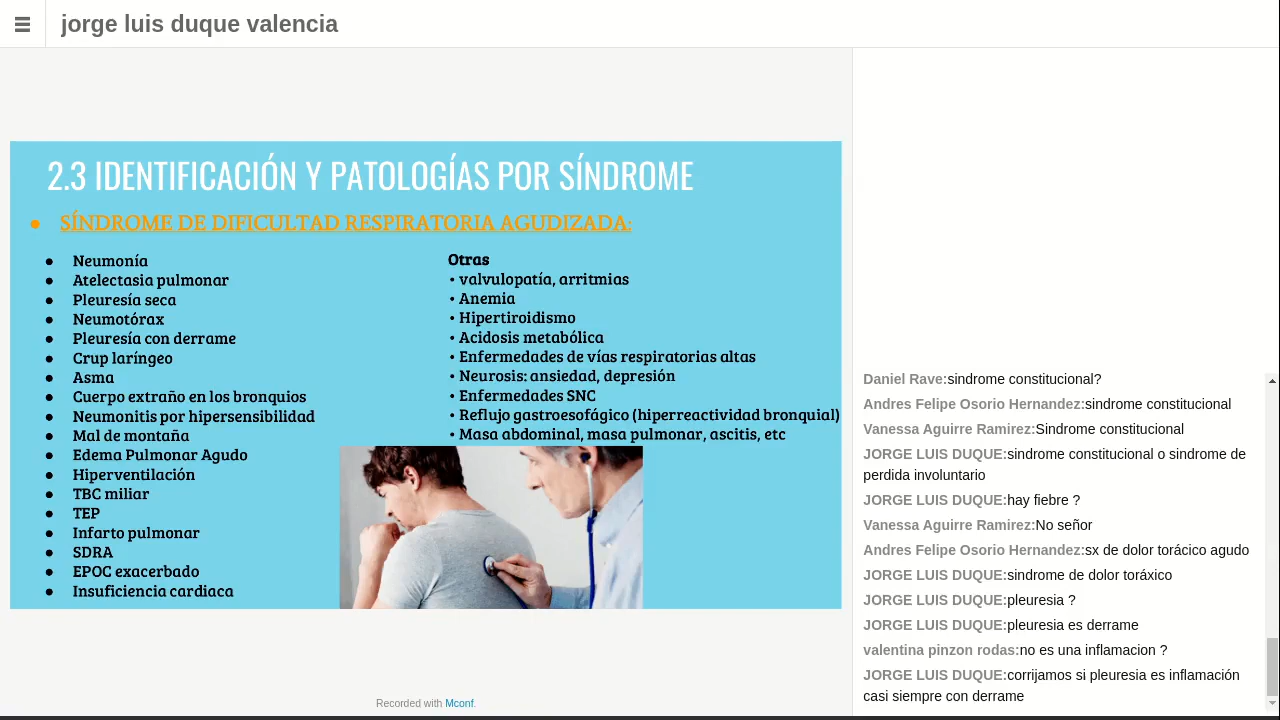 jorge luis duque valencia
2.3 IDENTIFICACIÓN Y PATOLOGÍAS POR SÍNDROME
● SÍNDROME DE DIFICULTAD RESPIRATORIA AGUDIZADA:
● Neumonía
● Atelectasia pulmonar
● Pleuresía seca
● Neumotórax
● Pleuresía con derrame
● Crup laríngeo
● Asma
● Cuerpo extraño en los bronquios
● Neumonitis por hipersensibilidad
● Mal de montaña
● Edema Pulmonar Agudo
● Hiperventilación
● TBC miliar
● TEP
● Infarto pulmonar
● SDRA
● EPOC exacerbado
● Insuficiencia cardiaca
Otras
• valvulopatía, arritmias
• Anemia
• Hipertiroidismo
• Acidosis metabólica
• Enfermedades de vías respiratorias altas
• Neurosis: ansiedad, depresión
• Enfermedades SNC
• Reflujo gastroesofágico (hiperreactividad bronquial)
• Masa abdominal, masa pulmonar, ascitis, etc
Recorded with Mconf.
Daniel Rave:sindrome constitucional?
Andres Felipe Osorio Hernandez:sindrome constitucional
Vanessa Aguirre Ramirez:Sindrome constitucional
JORGE LUIS DUQUE:sindrome constitucional o sindrome de
perdida involuntario
JORGE LUIS DUQUE:hay fiebre ?
Vanessa Aguirre Ramirez:No señor
Andres Felipe Osorio Hernandez:sx de dolor torácico agudo
JORGE LUIS DUQUE:sindrome de dolor toráxico
JORGE LUIS DUQUE:pleuresia ?
JORGE LUIS DUQUE:pleuresia es derrame
valentina pinzon rodas:no es una inflamacion ?
JORGE LUIS DUQUE:corrijamos si pleuresia es inflamación
casi siempre con derrame